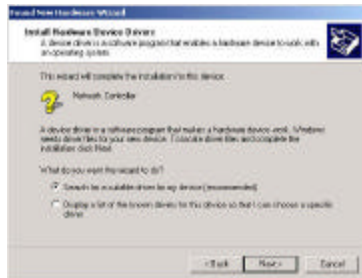 Found New Hardware Wizard
Install Hardware Device Drivers
A device driver is a software program that enables a hardware device to work with
an operating system.
This wizard will complete the installation for this device:
Network Controller
A device driver is a software program that makes a hardware device work. Windows
needs driver files for your new device. To locate driver files and complete the
installation click Next.
What do you want the wizard to do?
Search for a suitable driver for my device (recommended)
Display a list of the known drivers for this device so that I can choose a specific
driver
< Back Next > Cancel